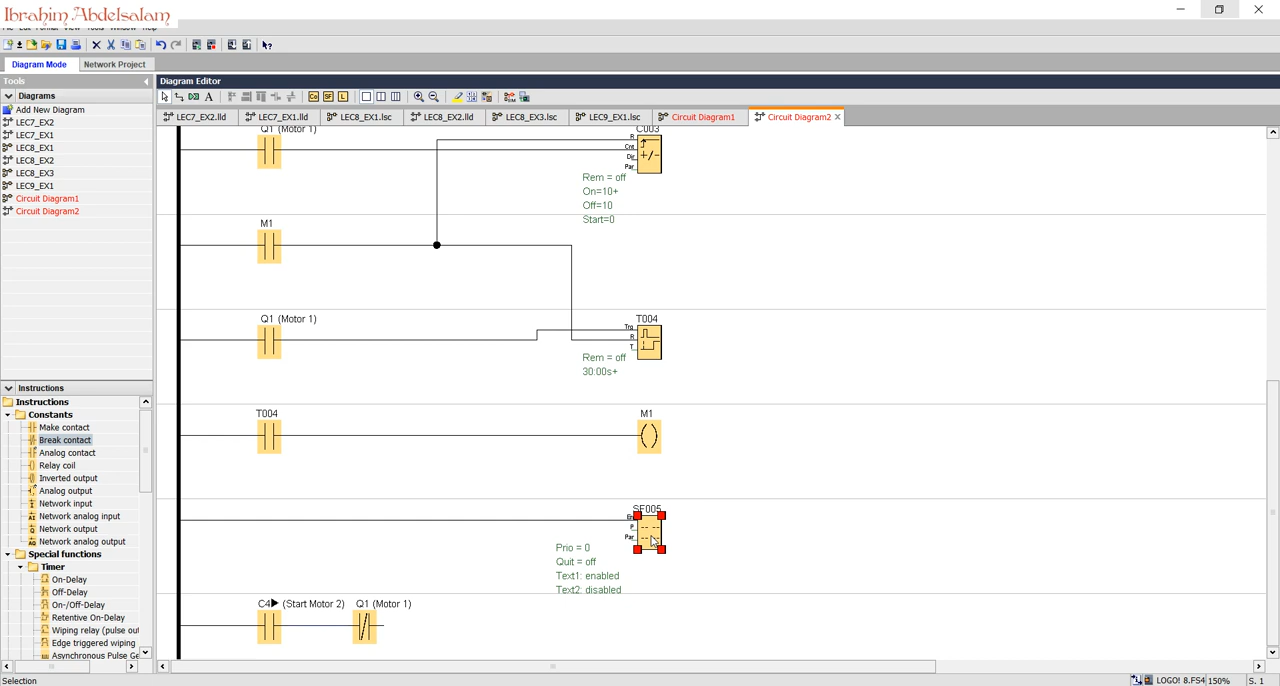 Ibrahim Abdelsalam
Diagram Mode
Network Project
Diagram Editor
Tools
Diagrams
Add New Diagram
LEC7_EX2
LEC7_EX1
LEC8_EX1
LEC8_EX2
LEC8_EX3
LEC9_EX1
Circuit Diagram1
Circuit Diagram2
LEC7_EX2.lld
LEC7_EX1.lld
LEC8_EX1.lsc
LEC8_EX2.lld
LEC8_EX3.lsc
LEC9_EX1.lsc
Circuit Diagram1
Circuit Diagram2
Q1 (Motor 1)
C003
R
Cnt
Dir
Par
+/-
Rem = off
On=10+
Off=10
Start=0
M1
Q1 (Motor 1)
T004
Trg
R
T
Rem = off
30:00s+
T004
M1
SF005
En
P
Par
Prio = 0
Quit = off
Text1: enabled
Text2: disabled
C4▶ (Start Motor 2)
Q1 (Motor 1)
Instructions
Instructions
Constants
Make contact
Break contact
Analog contact
Relay coil
Inverted output
Analog output
Network input
Network analog input
Network output
Network analog output
Special functions
Timer
On-Delay
Off-Delay
On-/Off-Delay
Retentive On-Delay
Wiping relay (pulse out
Edge triggered wiping
Asynchronous Pulse Ge
Selection
LOGO! 8.FS4
150%
S. 1